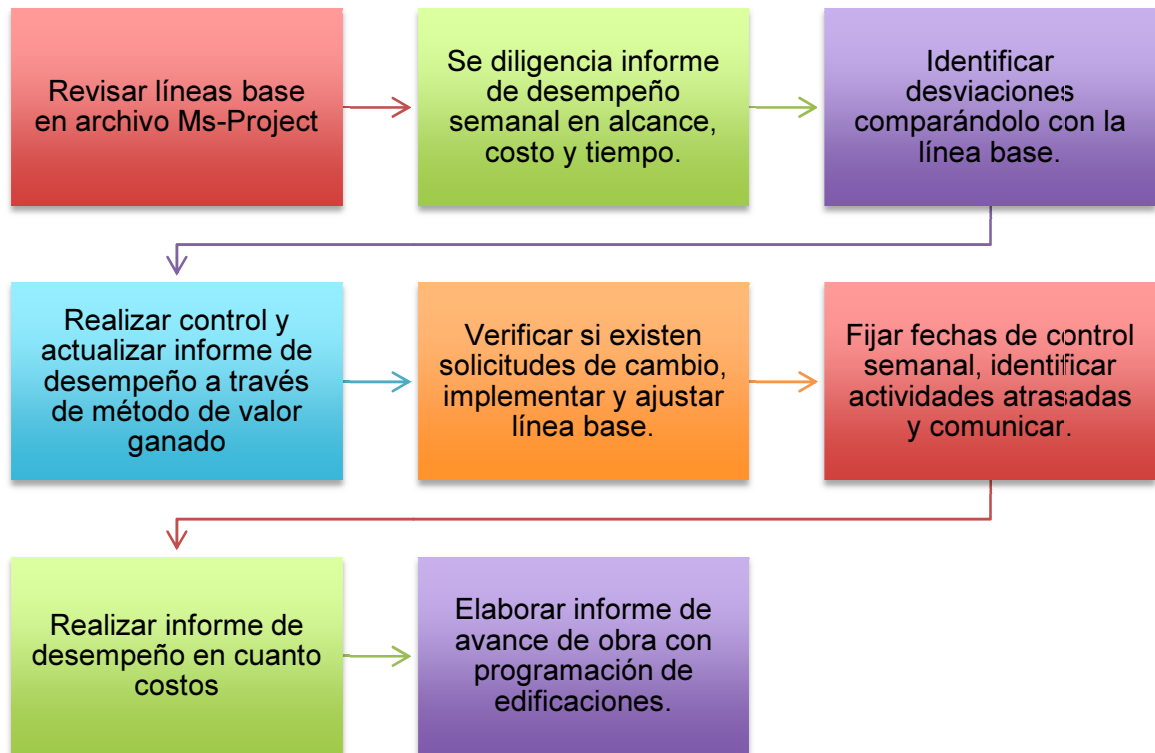 Revisar líneas base
en archivo Ms-Project
Se diligencia informe
de desempeño
semanal en alcance,
costo y tiempo.
Identificar
desviaciones
comparándolo con la
línea base.
Realizar control y
actualizar informe de
desempeño a través
de método de valor
ganado
Verificar si existen
solicitudes de cambio,
implementar y ajustar
línea base.
Fijar fechas de control
semanal, identificar
actividades atrasadas
y comunicar.
Realizar informe de
desempeño en cuanto
costos
Elaborar informe de
avance de obra con
programación de
edificaciones.